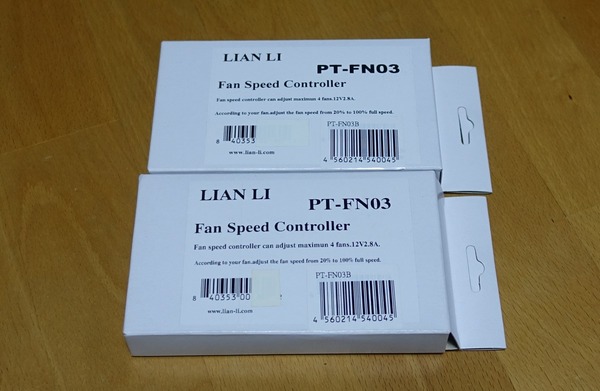 LIAN LI
PT-FN03
Fan Speed Controller
Fan speed controller can adjust maximun 4 fans.12V2.8A.
According to your fan.adjust the fan speed from 20% to 100% full speed.
PT-FN03B
8 40353
www.lian-li.com
4 560214 540045
LIAN LI
PT-FN03
Fan Speed Controller
Fan speed controller can adjust maximun 4 fans.12V2.8A.
According to your fan.adjust the fan speed from 20% to 100% full speed.
PT-FN03B
8 40353 00
www.lian-li.com
4 560214 540045